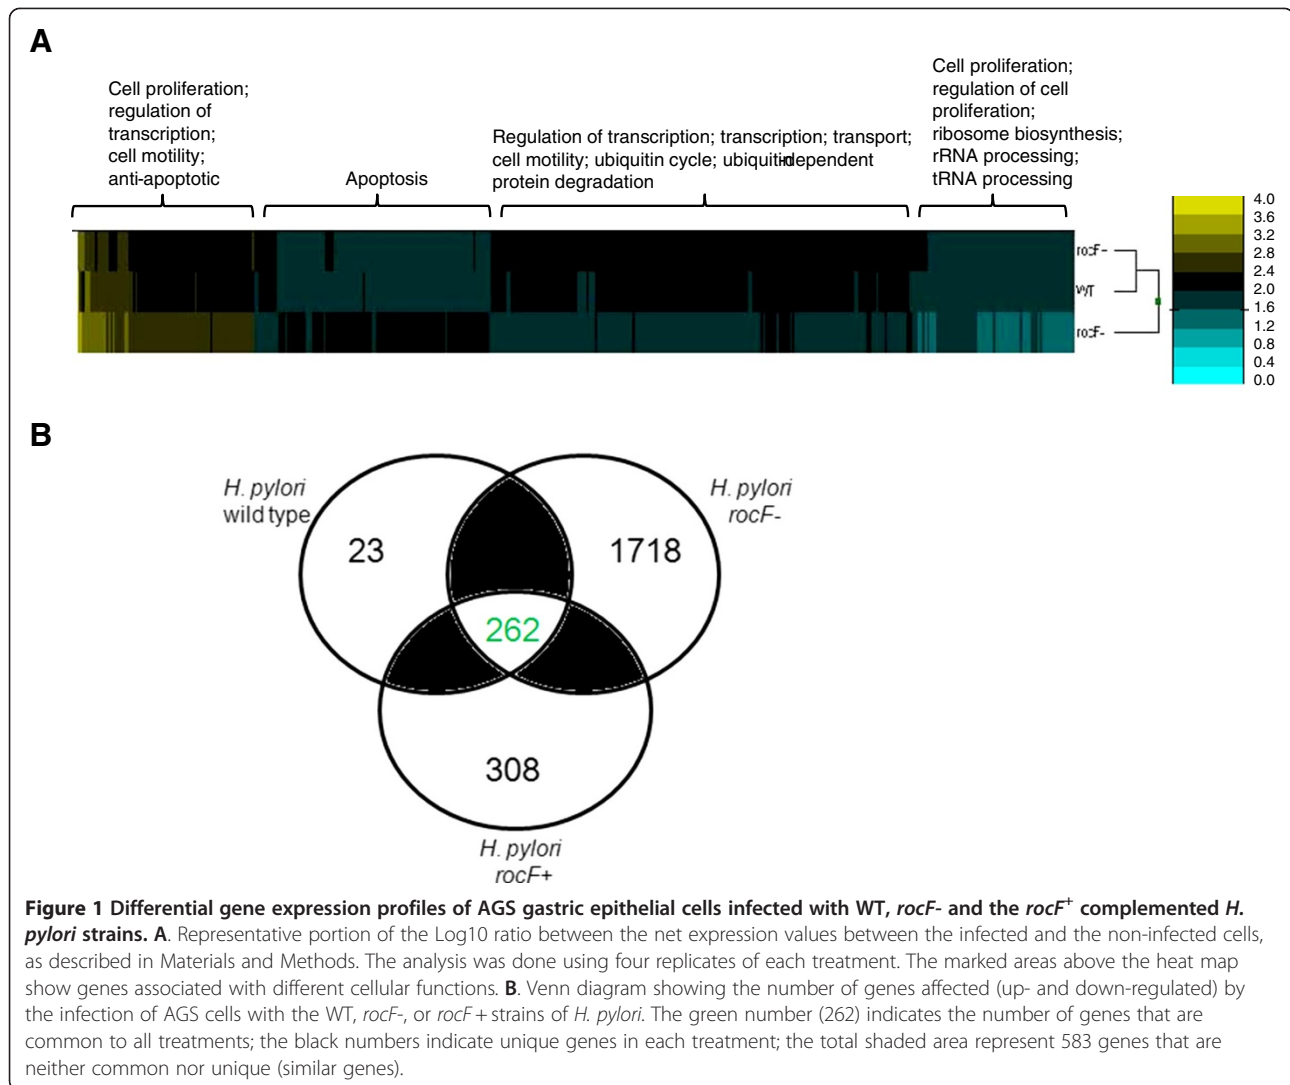 A
Cell proliferation;
regulation of
transcription;
cell motility;
anti-apoptotic
Apoptosis
Regulation of transcription; transcription; transport;
cell motility; ubiquitin cycle; ubiquitin-dependent
protein degradation
Cell proliferation;
regulation of cell
proliferation;
ribosome biosynthesis;
rRNA processing;
tRNA processing
rocF-
WT
rocF-
4.0
3.6
3.2
2.8
2.4
2.0
1.6
1.2
0.8
0.4
0.0
B
H. pylori
wild type
H. pylori
rocF-
23
1718
262
308
H. pylori
rocF+
Figure 1 Differential gene expression profiles of AGS gastric epithelial cells infected with WT, rocF- and the rocF+ complemented H.
pylori strains. A. Representative portion of the Log10 ratio between the net expression values between the infected and the non-infected cells,
as described in Materials and Methods. The analysis was done using four replicates of each treatment. The marked areas above the heat map
show genes associated with different cellular functions. B. Venn diagram showing the number of genes affected (up- and down-regulated) by
the infection of AGS cells with the WT, rocF-, or rocF + strains of H. pylori. The green number (262) indicates the number of genes that are
common to all treatments; the black numbers indicate unique genes in each treatment; the total shaded area represent 583 genes that are
neither common nor unique (similar genes).